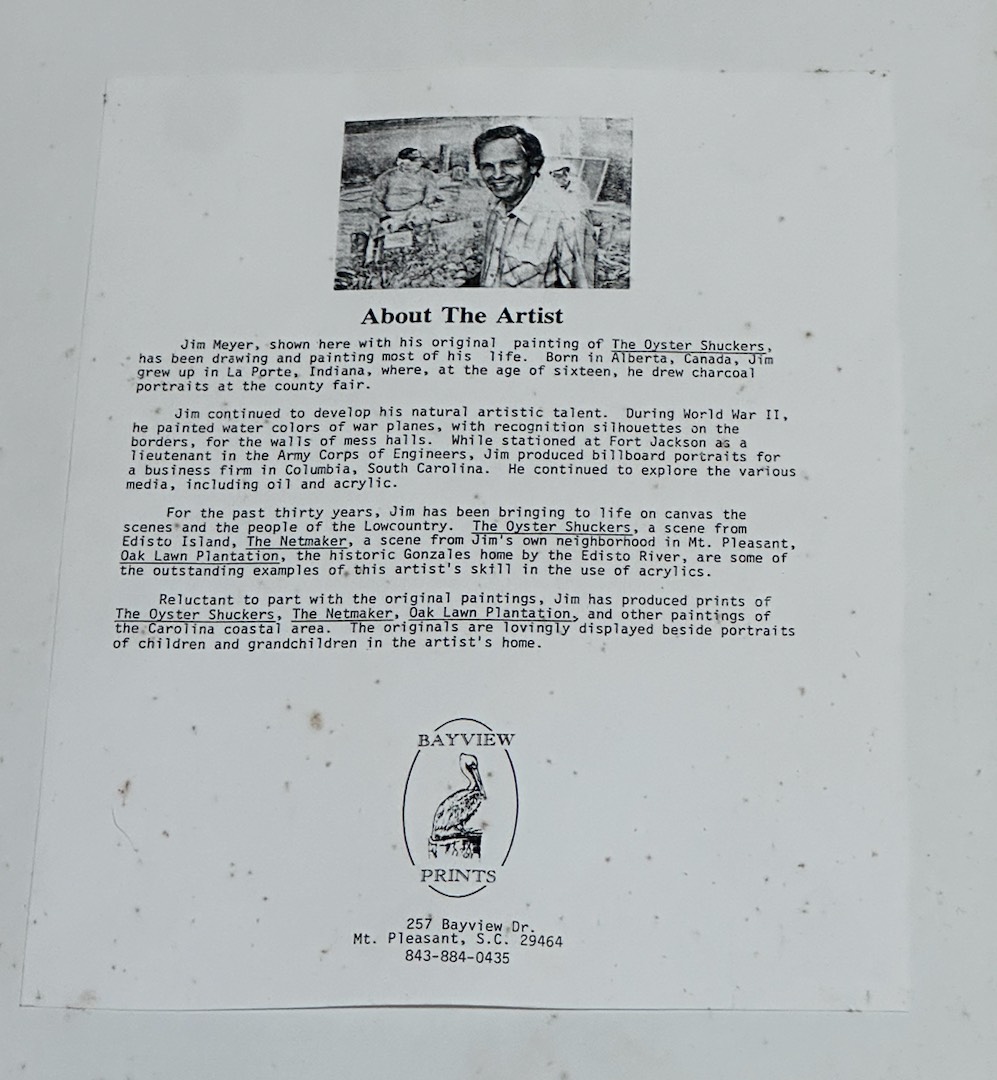 About The Artist
Jim Meyer, shown here with his original painting of The Oyster Shuckers,
has been drawing and painting most of his life. Born in Alberta, Canada, Jim
grew up in La Porte, Indiana, where, at the age of sixteen, he drew charcoal
portraits at the county fair.
Jim continued to develop his natural artistic talent. During World War II,
he painted water colors of war planes, with recognition silhouettes on the
borders, for the walls of mess halls. While stationed at Fort Jackson as a
lieutenant in the Army Corps of Engineers, Jim produced billboard portraits for
a business firm in Columbia, South Carolina. He continued to explore the various
media, including oil and acrylic.
For the past thirty years, Jim has been bringing to life on canvas the
scenes and the people of the Lowcountry. The Oyster Shuckers, a scene from
Edisto Island, The Netmaker, a scene from Jim's own neighborhood in Mt. Pleasant,
Oak Lawn Plantation, the historic Gonzales home by the Edisto River, are some of
the outstanding examples of this artist's skill in the use of acrylics.
Reluctant to part with the original paintings, Jim has produced prints of
The Oyster Shuckers, The Netmaker, Oak Lawn Plantation, and other paintings of
the Carolina coastal area. The originals are lovingly displayed beside portraits
of children and grandchildren in the artist's home.
BAYVIEW
PRINTS
257 Bayview Dr.
Mt. Pleasant, S.C. 29464
843-884-0435